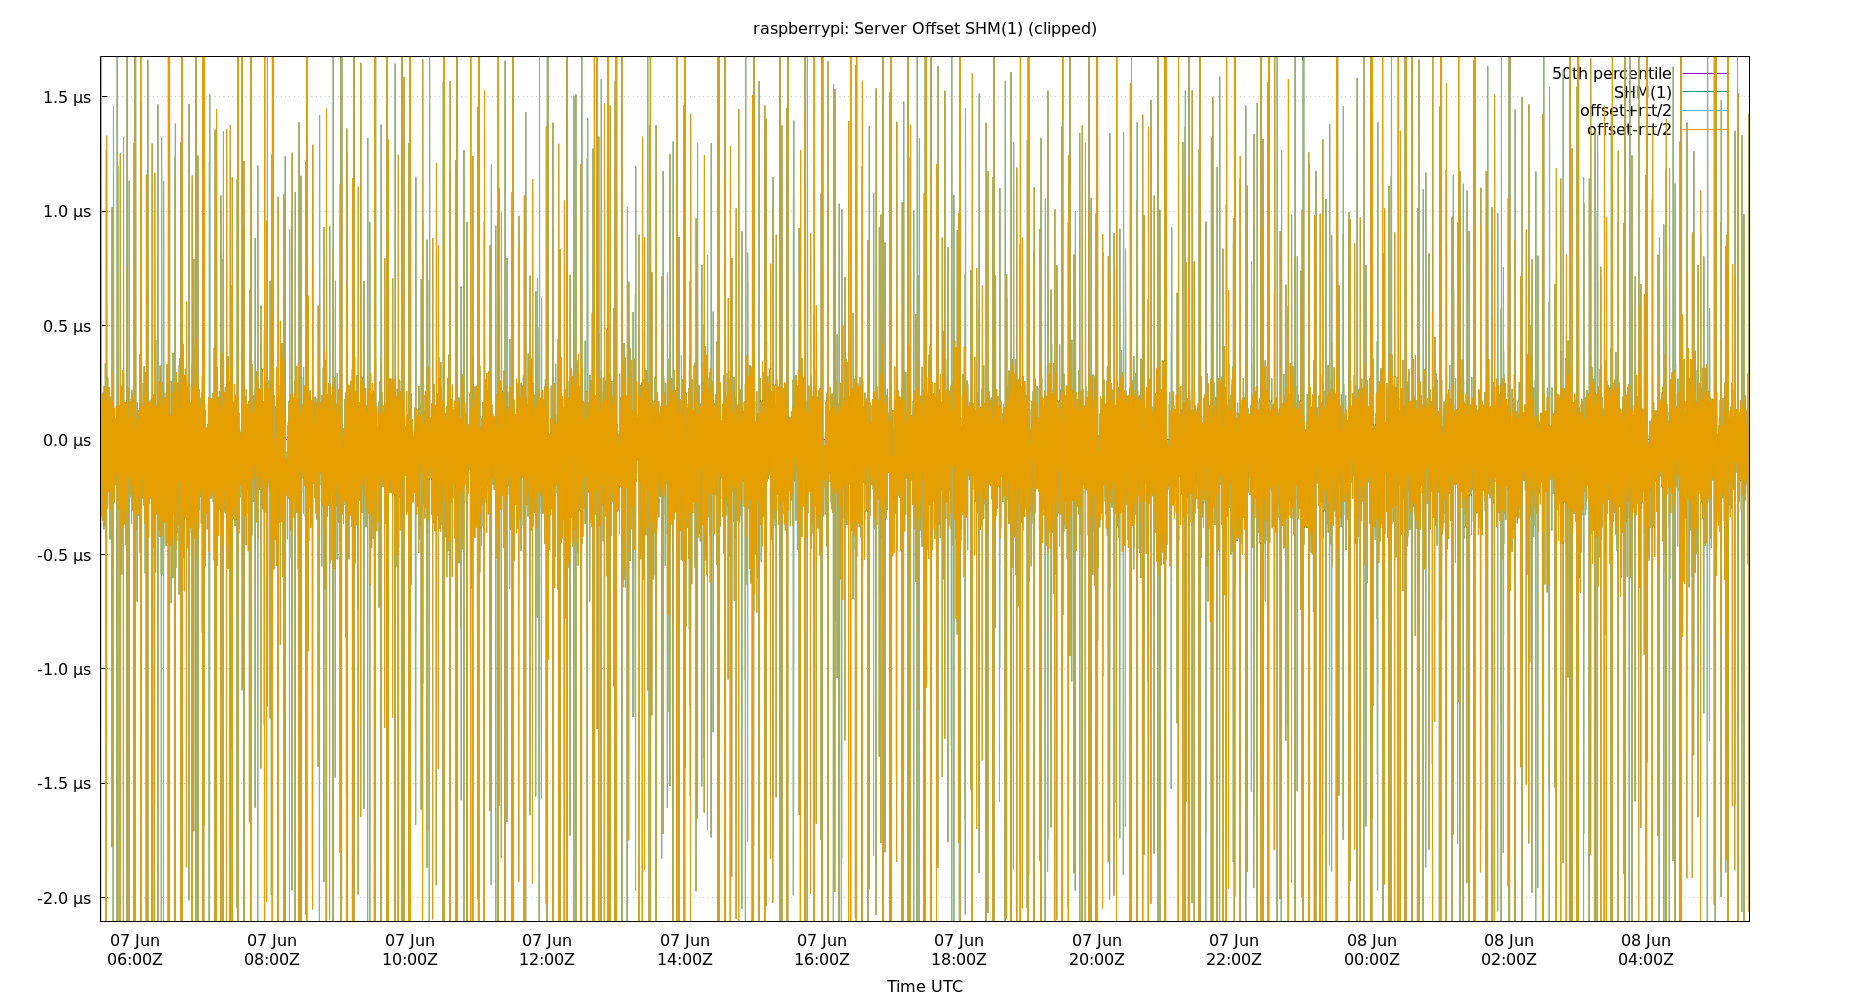 raspberrypi: Server Offset SHM(1) (clipped)
50th percentile
SHM(1)
offset+rtt/2
offset-rtt/2
1.5 µs
1.0 µs
0.5 µs
0.0 µs
-0.5 µs
-1.0 µs
-1.5 µs
-2.0 µs
07 Jun 07 Jun 07 Jun 07 Jun 07 Jun 07 Jun 07 Jun 07 Jun 07 Jun 08 Jun 08 Jun 08 Jun
06:00Z 08:00Z 10:00Z 12:00Z 14:00Z 16:00Z 18:00Z 20:00Z 22:00Z 00:00Z 02:00Z 04:00Z
Time UTC